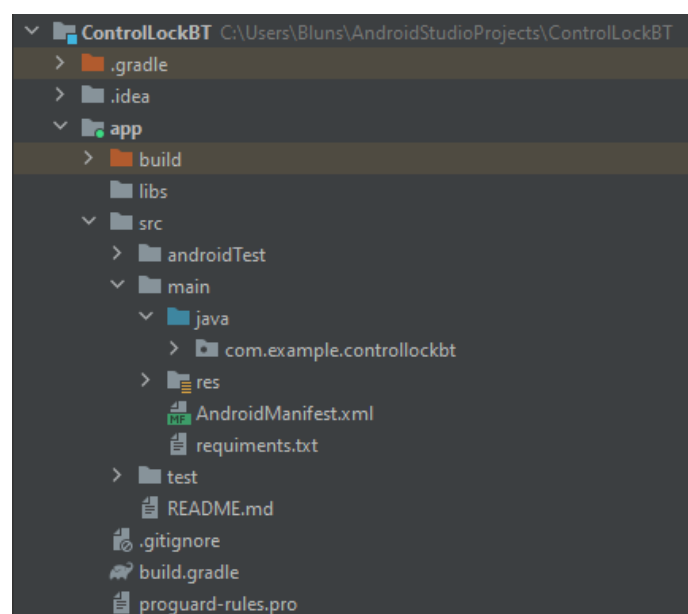 ControlLockBT C:\Users\Bluns\AndroidStudioProjects\ControlLockBT
.gradle
.idea
app
build
libs
src
androidTest
main
java
com.example.controllockbt
res
AndroidManifest.xml
requiments.txt
test
README.md
.gitignore
build.gradle
proguard-rules.pro